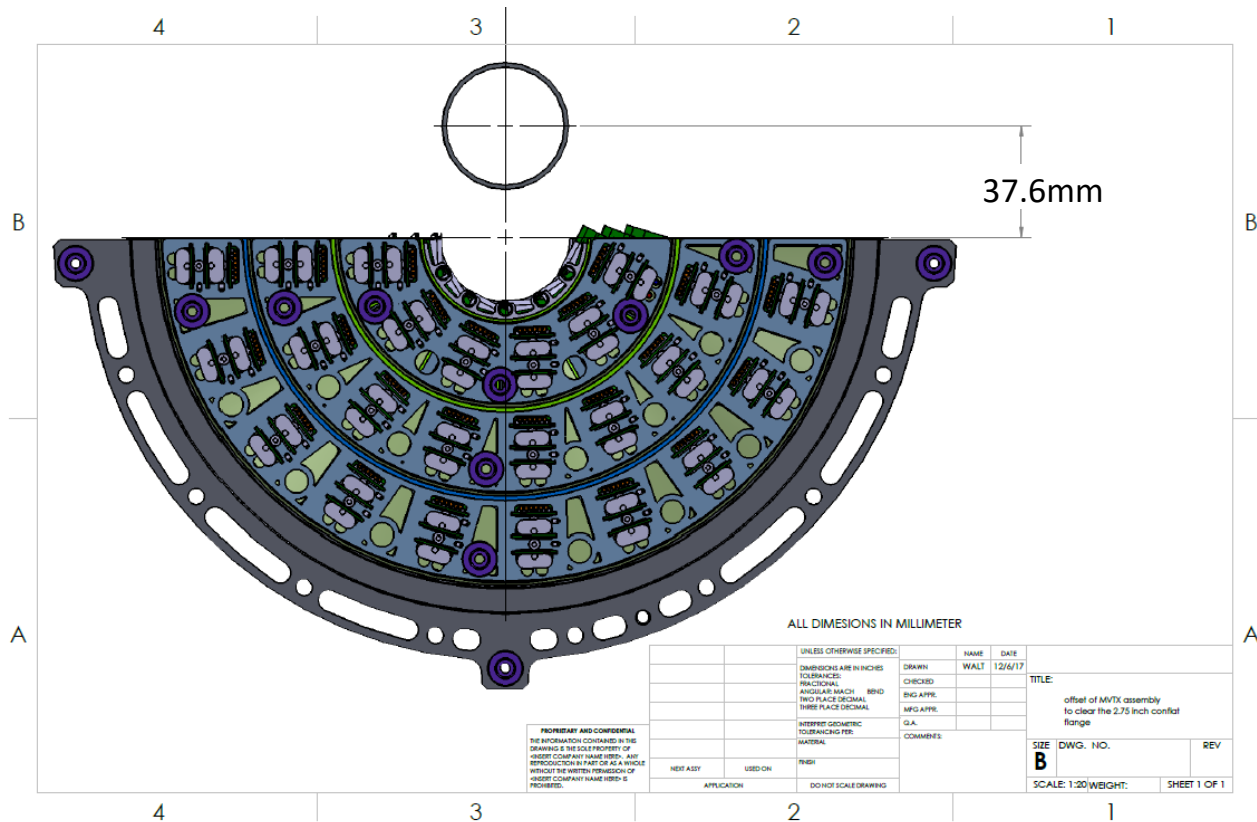 4 3 2 1
37.6mm
B B
A A
ALL DIMESIONS IN MILLIMETER
UNLESS OTHERWISE SPECIFIED:
DIMENSIONS ARE IN INCHES
TOLERANCES:
FRACTIONAL
ANGULAR: MACH BEND
TWO PLACE DECIMAL
THREE PLACE DECIMAL
INTERPRET GEOMETRIC
TOLERANCING PER:
MATERIAL
FINISH
DO NOT SCALE DRAWING
NAME DATE
DRAWN WALT 12/6/17
CHECKED
ENG APPR.
MFG APPR.
Q.A.
COMMENTS:
TITLE:
offset of MVTX assembly
to clear the 2.75 inch conflat
flange
SIZE DWG. NO. REV
B
SCALE: 1:20 WEIGHT: SHEET 1 OF 1
PROPRIETARY AND CONFIDENTIAL
THE INFORMATION CONTAINED IN THIS
DRAWING IS THE SOLE PROPERTY OF
<INSERT COMPANY NAME HERE>. ANY
REPRODUCTION IN PART OR AS A WHOLE
WITHOUT THE WRITTEN PERMISSION OF
<INSERT COMPANY NAME HERE> IS
PROHIBITED.
NEXT ASSY USED ON
APPLICATION
4 3 2 1